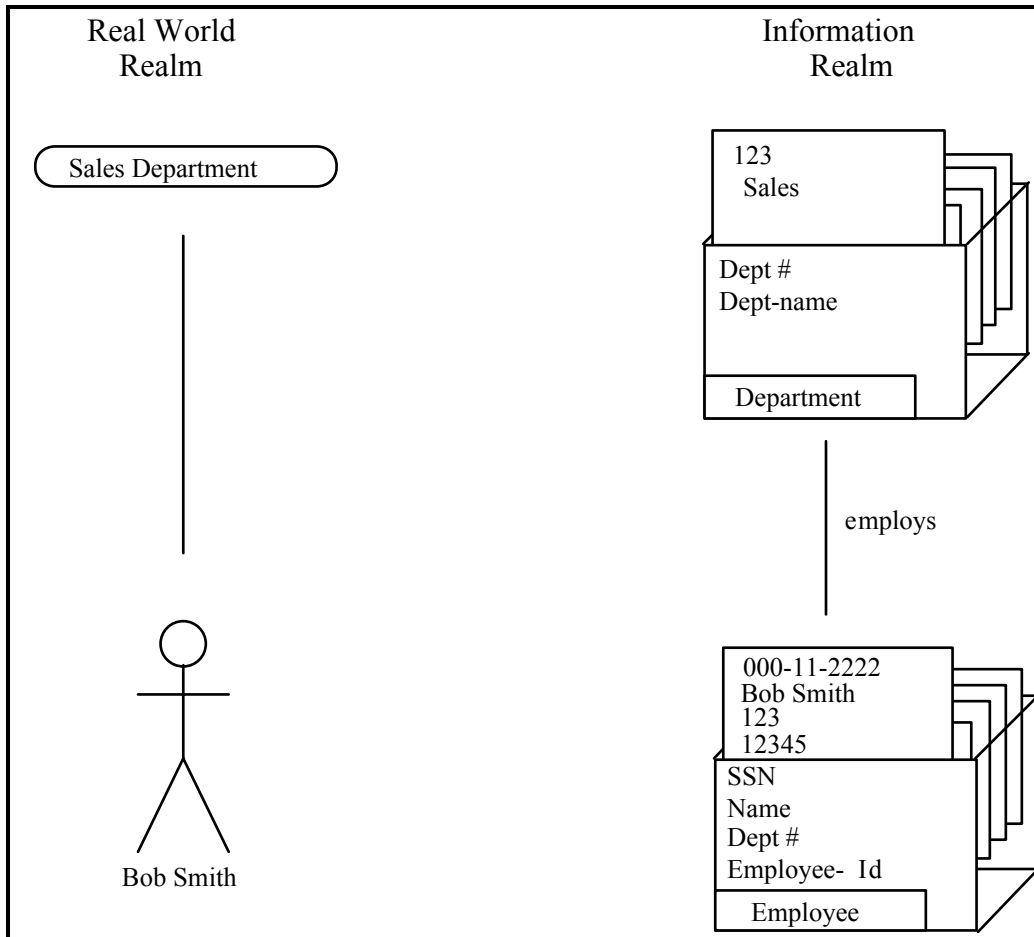 Real World
Realm
Information
Realm
Sales Department
123
Sales
Dept #
Dept-name
Department
employs
000-11-2222
Bob Smith
123
12345
SSN
Name
Dept #
Employee- Id
Employee
Bob Smith